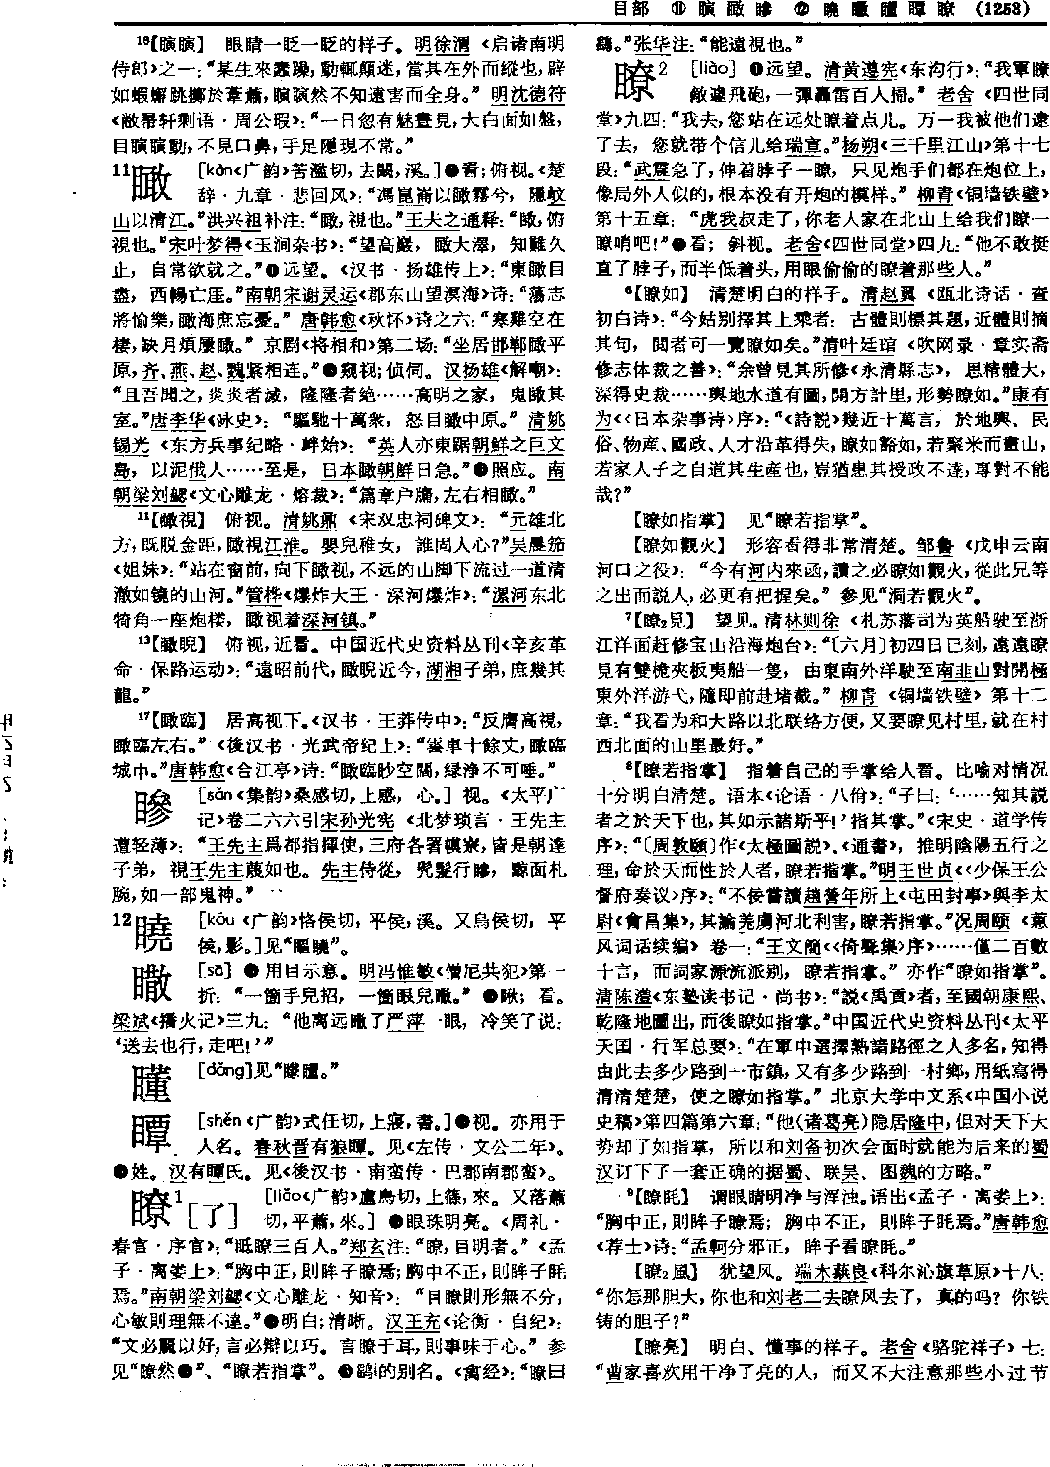 目部 ⑪ 瞚 瞰 瞙 ⑫ 瞭 (1253)
【瞚瞚】 眼睛一眨一眨的样子。明徐渭《启诸南明
侍郎》之一：“某生來蠢躁，動輒顛迷，當其在外而縱也，辟
如蝦蠏跳擲於葦蕭，瞚瞚然不知遠害而全身。” 明沈德符
《敝帚轩剩语·周公瑕》：“一日忽有魅晝見，大白面如盤，
目瞚瞚動，不見口鼻，手足隱現不常。”
11瞰 [kàn《广韵》苦濫切，去闞，溪。]❶看；俯视。《楚
辞·九章·悲回风》：“馮崑崙以瞰霧兮，隱蚊
山以清江。”洪兴祖补注：“瞰，視也。”王夫之通释：“瞰，俯
視也。”宋叶梦得《玉涧杂书》：“望高巖，瞰大澤，知難久
止，自常欲就之。”❷远望。《汉书·扬雄传上》：“東瞰目
盡，西暢亡厓。”南朝宋谢灵运《郡东山望溟海》诗：“蕩志
將愉樂，瞰海庶忘憂。” 唐韩愈《秋怀》诗之六：“寒雞空在
棲，缺月煩屢瞰。” 京剧《将相和》第二场：“坐居邯郸瞰平
原，齐、燕、赵、魏紧相连。”❸窥视；侦伺。汉扬雄《解嘲》：
“且吾聞之，炎炎者滅，隆隆者絶……高明之家，鬼瞰其
室。”唐李华《泳史》：“驅馳十萬衆，怒目瞰中原。” 清姚
锡光《东方兵事纪略·衅始》：“英人亦東踞朝鮮之巨文
島，以泥俄人……至是，日本瞰朝鮮日急。”❹照应。南
朝梁刘勰《文心雕龙·熔裁》：“篇章户牖，左右相瞰。”
11【瞰視】 俯视。清姚鼐《宋双忠祠碑文》：“元雄北
方，既脱金距，瞰視江淮。嬰兒稚女，誰固人心？”吴晟筎
《姐妹》：“站在窗前，向下瞰视，不远的山脚下流过一道清
澈如镜的山河。”管桦《爆炸大王·深河爆炸》：“漯河东北
犄角一座炮楼，瞰视着深河镇。”
13【瞰睨】 俯视，近看。中国近代史资料丛刊《辛亥革
命·保路运动》：“遠昭前代，瞰睨近今，湖湘子弟，庶幾其
龍。”
17【瞰臨】 居高视下。《汉书·王莽传中》：“反膺高視，
瞰臨左右。” 《後汉书·光武帝纪上》：“雲車十餘丈，瞰臨
城中。”唐韩愈《合江亭》诗：“瞰臨眇空闊，緑净不可唾。”
[sǎn《集韵》桑感切，上感，心。] 视。《太平广
记》卷二六六引宋孙光宪《北梦琐言·王先主
遭轻薄》：“王先主爲都指揮使，三府各署幕寮，皆是朝達
子弟，視王先主蔑如也。先主侍從，髠髮行瞙，黥面札
腕，如一部鬼神。”
12 [kōu《广韵》恪侯切，平侯，溪。又烏侯切，平
侯，影。]见“瞘”。
[sā] ❶用目示意。明冯惟敏《僧尼共犯》第一
折：“一箇手兒招，一箇眼兒。” ❷瞅；看。
梁斌《播火记》三九：“他离远瞅了严萍一眼，冷笑了说：
‘送去也行，走吧！’”
[dǒng]见“懵”。
瞫 [shěn《广韵》式任切，上寢，書。]❶视。亦用于
人名。春秋晋有狼瞫。见《左传·文公二年》。
❷姓。汉有瞫氏。见《後汉书·南蛮传·巴郡南郡蛮》。
瞭1[了] [liǎo《广韵》盧鳥切，上篠，來。又落蕭
切，平蕭，來。] ❶眼珠明亮。《周礼·
春官·序官》：“眡瞭三百人。”郑玄注：“瞭，目明者。” 《孟
子·离娄上》：“胸中正，則眸子瞭焉；胸中不正，則眸子眊
焉。”南朝梁刘勰《文心雕龙·知音》：“目瞭則形無不分，
心敏則理無不達。”❷明白；清晰。汉王充《论衡·自纪》：
“文必麗以好，言必辯以巧。言瞭于耳，則事味于心。” 参
见“瞭然❷”、“瞭若指掌”。❸鹞的别名。《禽经》：“瞭曰
鷂。”张华注：“能遠視也。”
瞭2 [liào] ❶远望。清黄遵宪《东沟行》：“我軍瞭
敵遽飛砲，一彈轟雷百人掃。” 老舍《四世同
堂》九四：“我去，您站在远处瞭着点儿。万一我被他们逮
了去，您就带个信儿给瑞宣。”杨朔《三千里江山》第十七
段：“武震急了，伸着脖子一瞭，只见炮手们都在炮位上，
像局外人似的，根本没有开炮的模样。” 柳青《铜墙铁壁》
第十五章：“虎我叔走了，你老人家在北山上给我们瞭一
瞭哨吧！”❷看；斜视。老舍《四世同堂》四九：“他不敢挺
直了脖子，而半低着头，用眼偷偷的瞭着那些人。”
6【瞭如】 清楚明白的样子。清赵翼《瓯北诗话·查
初白诗》：“今姑别擇其上乘者：古體則標其題，近體則摘
其句，閲者可一覽瞭如矣。”清叶廷琯《吹网录·章实斋
修志体裁之善》：“余曾見其所修《永清縣志》，思精體大，
深得史裁……輿地水道有圖，開方計里，形勢瞭如。”康有
为《〈日本杂事诗〉序》：“《詩說》幾近十萬言，於地輿、民
俗、物産、國政、人才沿革得失，瞭如豁如，若聚米而畫山，
若家人子之自道其生産也，豈猶患其授政不達，專對不能
哉？”
【瞭如指掌】 见“瞭若指掌”。
【瞭如觀火】 形容看得非常清楚。邹鲁《戊申云南
河口之役》：“今有河内來函，讀之必瞭如觀火，從此兄等
之出而説人，必更有把握矣。” 参见“洞若觀火”。
7【瞭2見】 望见。清林则徐《札苏藩司为英船驶至浙
江洋面赶修宝山沿海炮台》：“〔六月〕初四日巳刻，遠遠瞭
見有雙桅夾板夷船一隻，由東南外洋駛至南韭山對開極
東外洋游弋，隨即前赴堵截。” 柳青《铜墙铁壁》第十二
章：“我看为和大路以北联络方便，又要瞭见村里，就在村
西北面的山里最好。”
8【瞭若指掌】 指着自己的手掌给人看。比喻对情况
十分明白清楚。语本《论语·八佾》：“子曰：‘……知其説
者之於天下也，其如示諸斯乎！’指其掌。”《宋史·道学传
序》：“〔周敦頤〕作《太極圖説》、《通書》，推明陰陽五行之
理，命於天而性於人者，瞭若指掌。”明王世贞《〈少保王公
督府奏议〉序》：“不佞嘗讀趙營年所上《屯田封事》與李太
尉《會昌集》，其論羌虜河北利害，瞭若指掌。”况周颐《蕙
风词话续编》卷一：“王文簡《〈倚聲集〉序》……僅二百數
十言，而詞家源流派别，瞭若指掌。” 亦作“瞭如指掌”。
清陈澧《东塾读书记·尚书》：“説《禹貢》者，至國朝康熙、
乾隆地圖出，而後瞭如指掌。”中国近代史资料丛刊《太平
天国·行军总要》：“在軍中選擇熟諳路徑之人多名，知得
由此去多少路到一市鎮，又有多少路到一村鄉，用紙寫得
清清楚楚，使之瞭如指掌。” 北京大学中文系《中国小说
史稿》第四篇第六章：“他（诸葛亮）隐居隆中，但对天下大
势却了如指掌，所以和刘备初次会面时就能为后来的蜀
汉订下了一套正确的据蜀、联吴、图魏的方略。”
9【瞭眊】 谓眼睛明净与浑浊。语出《孟子·离娄上》：
“胸中正，則眸子瞭焉；胸中不正，則眸子眊焉。”唐韩愈
《荐士》诗：“孟軻分邪正，眸子看瞭眊。”
【瞭2風】 犹望风。端木蕻良《科尔沁旗草原》十八：
“你怎那胆大，你也和刘老二去瞭风去了，真的吗？你铁
铸的胆子？”
【瞭亮】 明白、懂事的样子。老舍《骆驼祥子》七：
“曹家喜欢用干净了亮的人，而又不大注意那些小过节